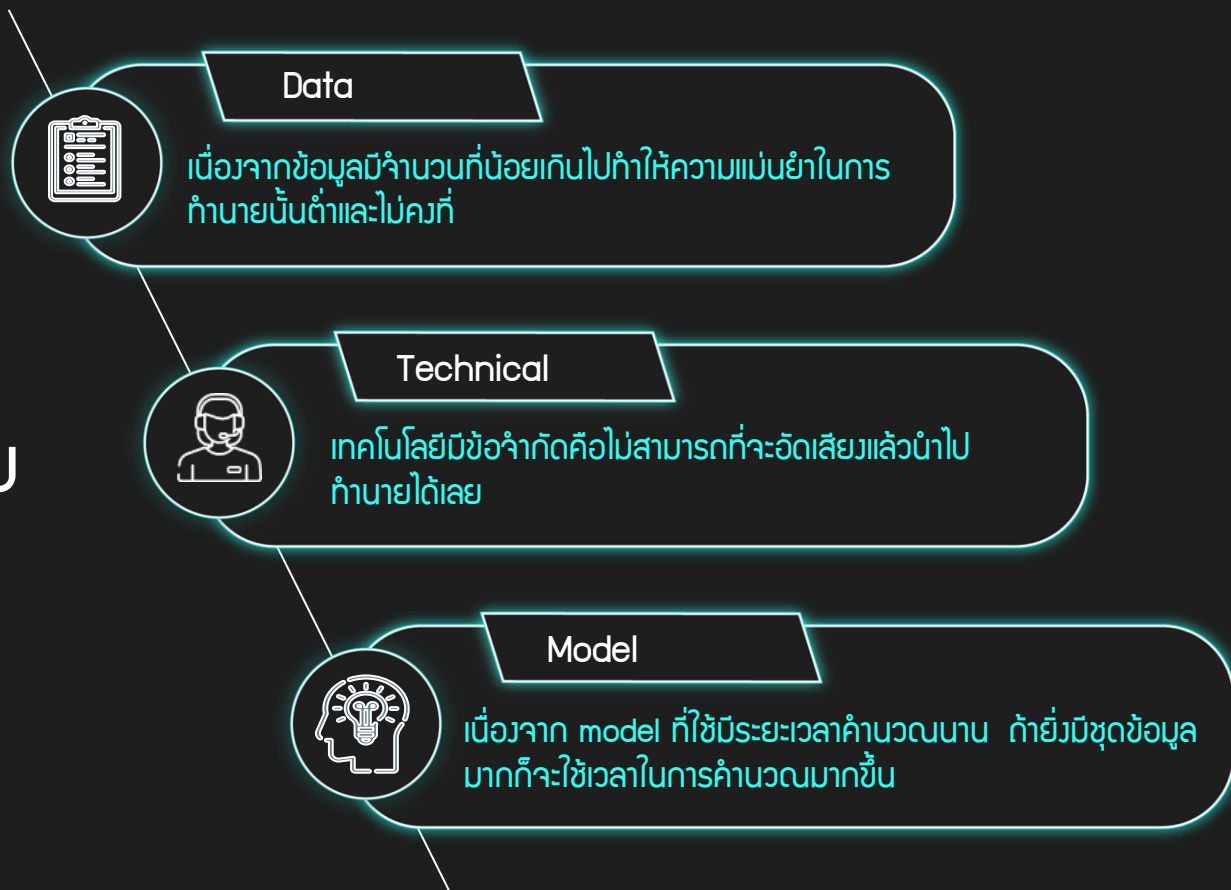 Data
เนื่องจากข้อมูลมีจำนวนที่น้อยเกินไปทำให้ความแม่นยำในการ
ทำนายนั้นต่ำและไม่คงที่
Technical
เทคโนโลยีมีข้อจำกัดคือไม่สามารถที่จะอัดเสียงแล้วนำไป
ทำนายได้เลย
Model
เนื่องจาก model ที่ใช้มีระยะเวลาคำนวณนาน ถ้ายิ่งมีชุดข้อมูล
มากก็จะใช้เวลาในการคำนวณมากขึ้น